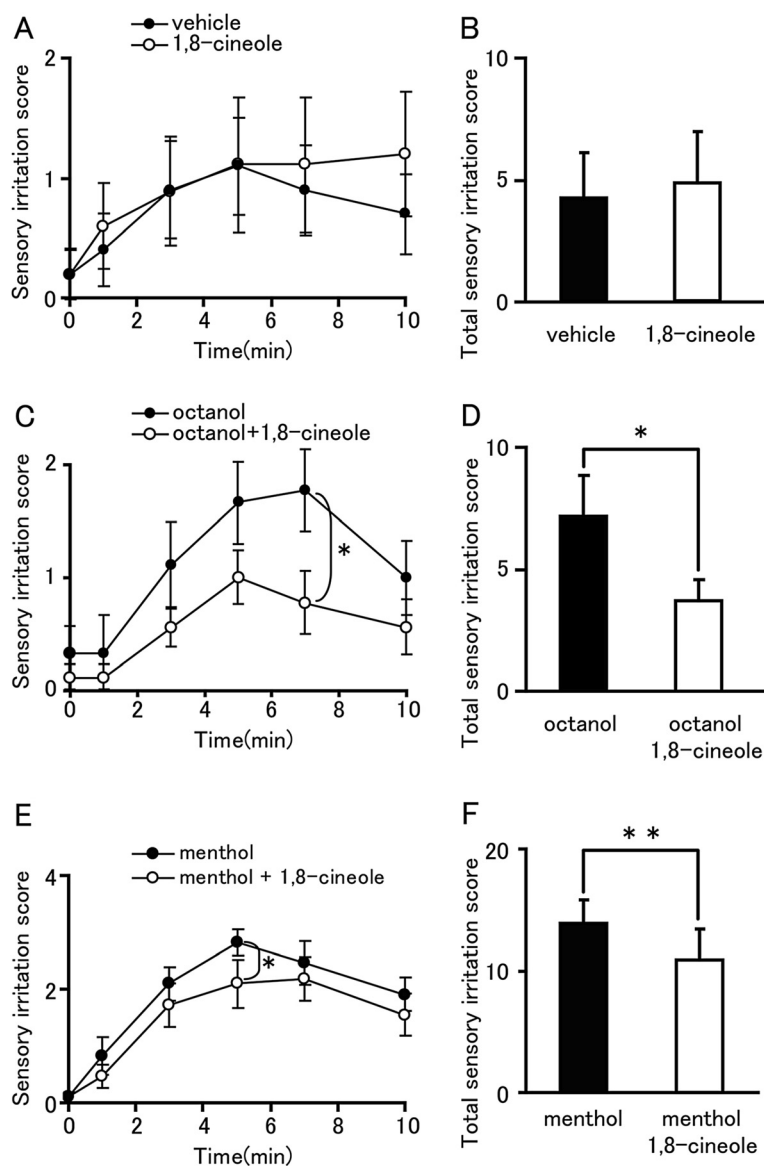 A
vehicle
1,8-cineole
Sensory irritation score
2
1
0
0 2 4 6 8 10
Time(min)
B
Total sensory irritation score
10
5
0
vehicle 1,8-cineole
C
octanol
octanol+1,8-cineole
Sensory irritation score
2
1
0
*
0 2 4 6 8 10
Time(min)
D
Total sensory irritation score
10
5
0
*
octanol octanol
1,8-cineole
E
menthol
menthol + 1,8-cineole
Sensory irritation score
4
2
0
*
0 2 4 6 8 10
Time(min)
F
Total sensory irritation score
20
10
0
* *
menthol menthol
1,8-cineole